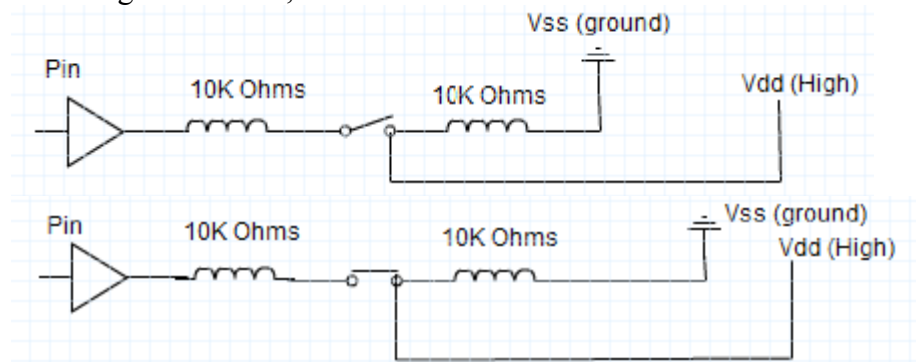 Vss (ground)
Pin
10K Ohms
10K Ohms
Vdd (High)
Pin
10K Ohms
10K Ohms
Vss (ground)
Vdd (High)